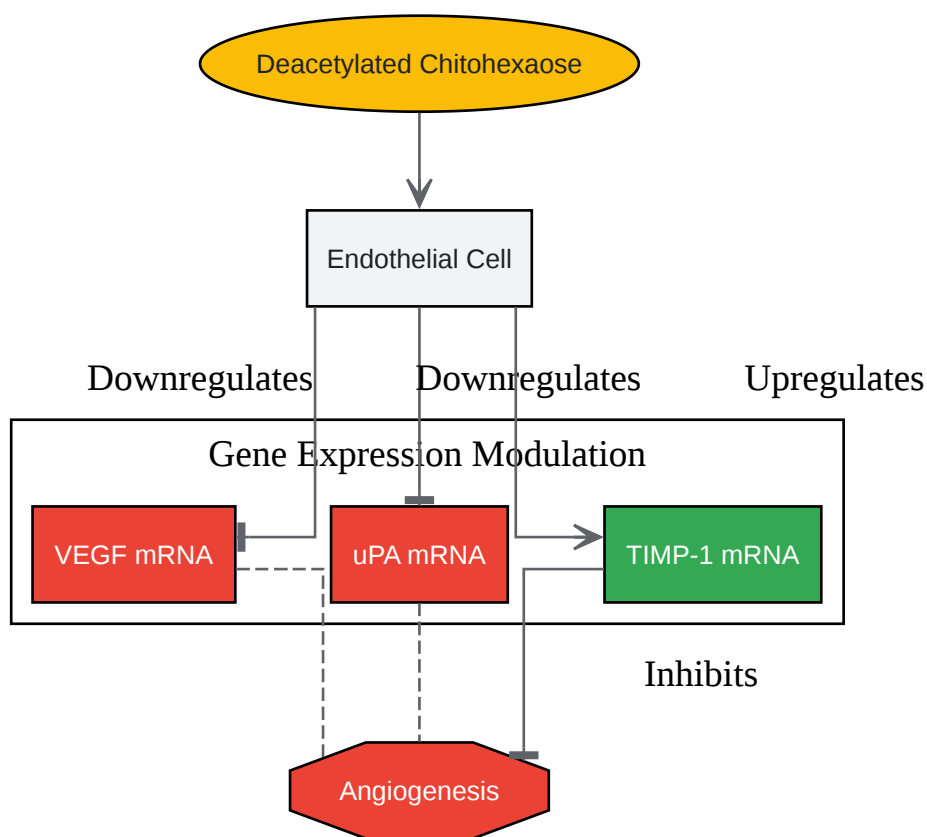 Deacetylated Chitohexaose
Endothelial Cell
Downregulates
Downregulates
Upregulates
Gene Expression Modulation
VEGF mRNA
uPA mRNA
TIMP-1 mRNA
Inhibits
Angiogenesis